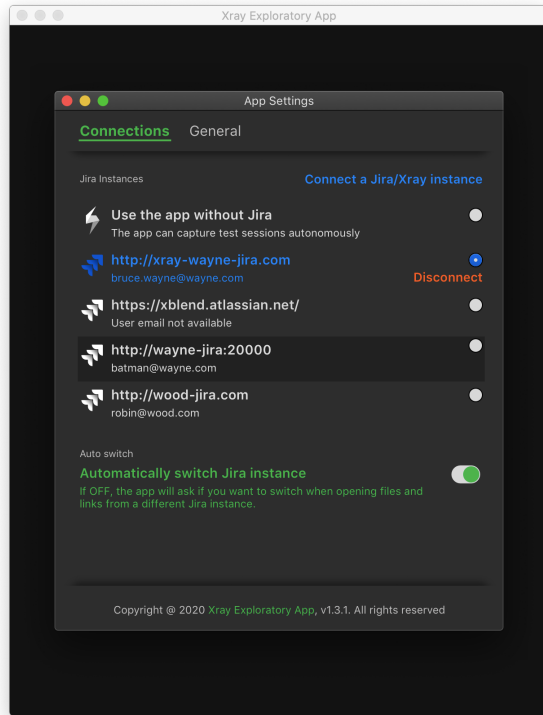 Xray Exploratory App
App Settings
Connections General
Jira Instances Connect a Jira/Xray instance
Use the app without Jira
The app can capture test sessions autonomously
http://xray-wayne-jira.com
bruce.wayne@wayne.com Disconnect
https://xblend.atlassian.net/
User email not available
http://wayne-jira:20000
batman@wayne.com
http://wood-jira.com
robin@wood.com
Auto switch
Automatically switch Jira instance
If OFF, the app will ask if you want to switch when opening files and
links from a different Jira instance.
Copyright @ 2020 Xray Exploratory App, v1.3.1. All rights reserved